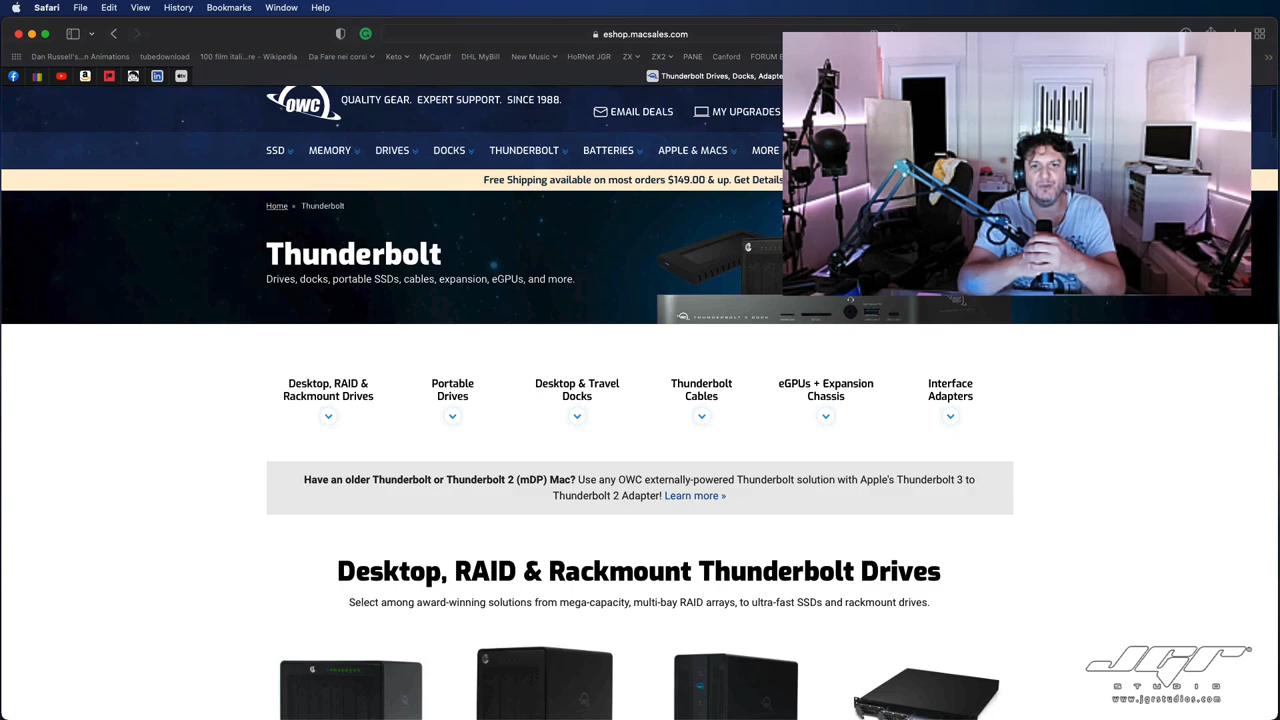 Safari File Edit View History Bookmarks Window Help
eshop.macsales.com
Dan Russell's...n Animations tubedownload 100 film itali...re - Wikipedia Da Fare nei corsi Keto MyCardif DHL MyBill New Music HoRNet JGR ZX ZX2 PANE Canford FORUM
Thunderbolt Drives, Docks, Adapte
OWC QUALITY GEAR. EXPERT SUPPORT. SINCE 1988.
EMAIL DEALS MY UPGRADES
SSD MEMORY DRIVES DOCKS THUNDERBOLT BATTERIES APPLE & MACS MORE
Free Shipping available on most orders $149.00 & up. Get Details
Home » Thunderbolt
Thunderbolt
Drives, docks, portable SSDs, cables, expansion, eGPUs, and more.
THUNDERBOLT 3 DOCK
Desktop, RAID & Rackmount Drives
Portable Drives
Desktop & Travel Docks
Thunderbolt Cables
eGPUs + Expansion Chassis
Interface Adapters
Have an older Thunderbolt or Thunderbolt 2 (mDP) Mac? Use any OWC externally-powered Thunderbolt solution with Apple's Thunderbolt 3 to
Thunderbolt 2 Adapter! Learn more »
Desktop, RAID & Rackmount Thunderbolt Drives
Select among award-winning solutions from mega-capacity, multi-bay RAID arrays, to ultra-fast SSDs and rackmount drives.
JGR
STUDIO
www.jgrstudios.com